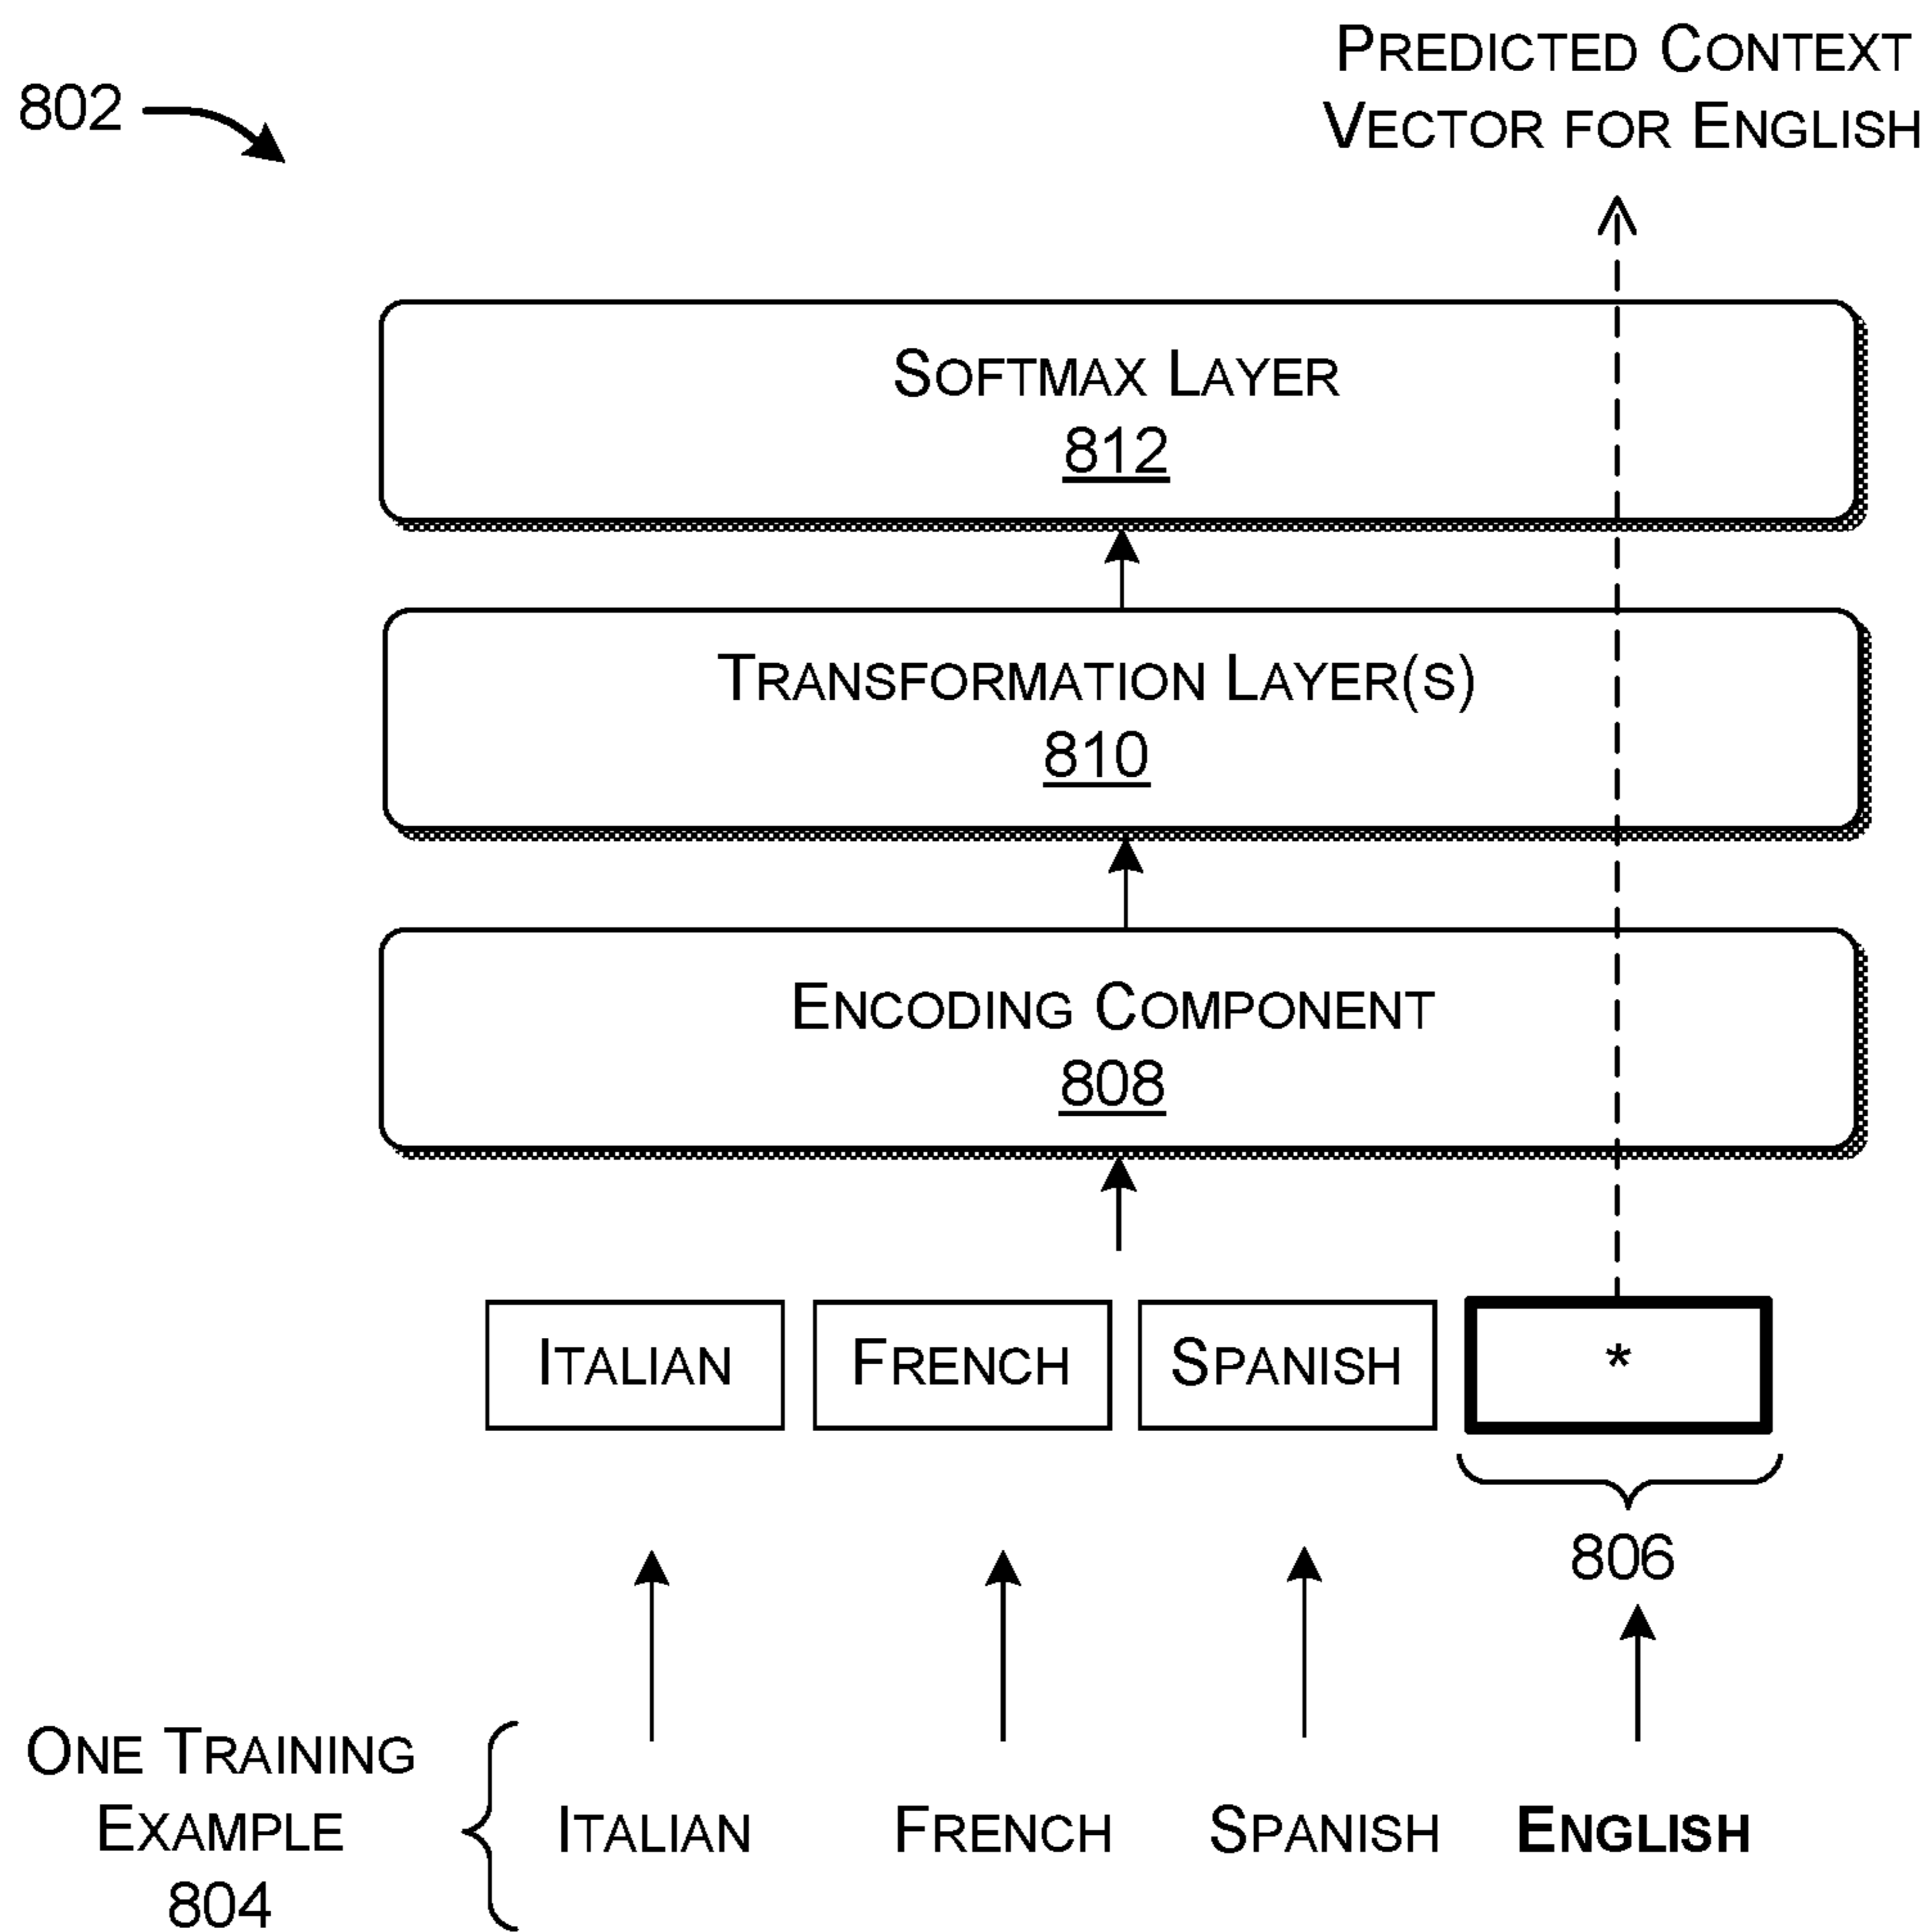 PREDICTED CONTEXT
VECTOR FOR ENGLISH
802
SOFTMAX LAYER
812
TRANSFORMATION LAYER(S)
810
ENCODING COMPONENT
808
ITALIAN FRENCH SPANISH *
806
ONE TRAINING
EXAMPLE
804
ITALIAN FRENCH SPANISH ENGLISH